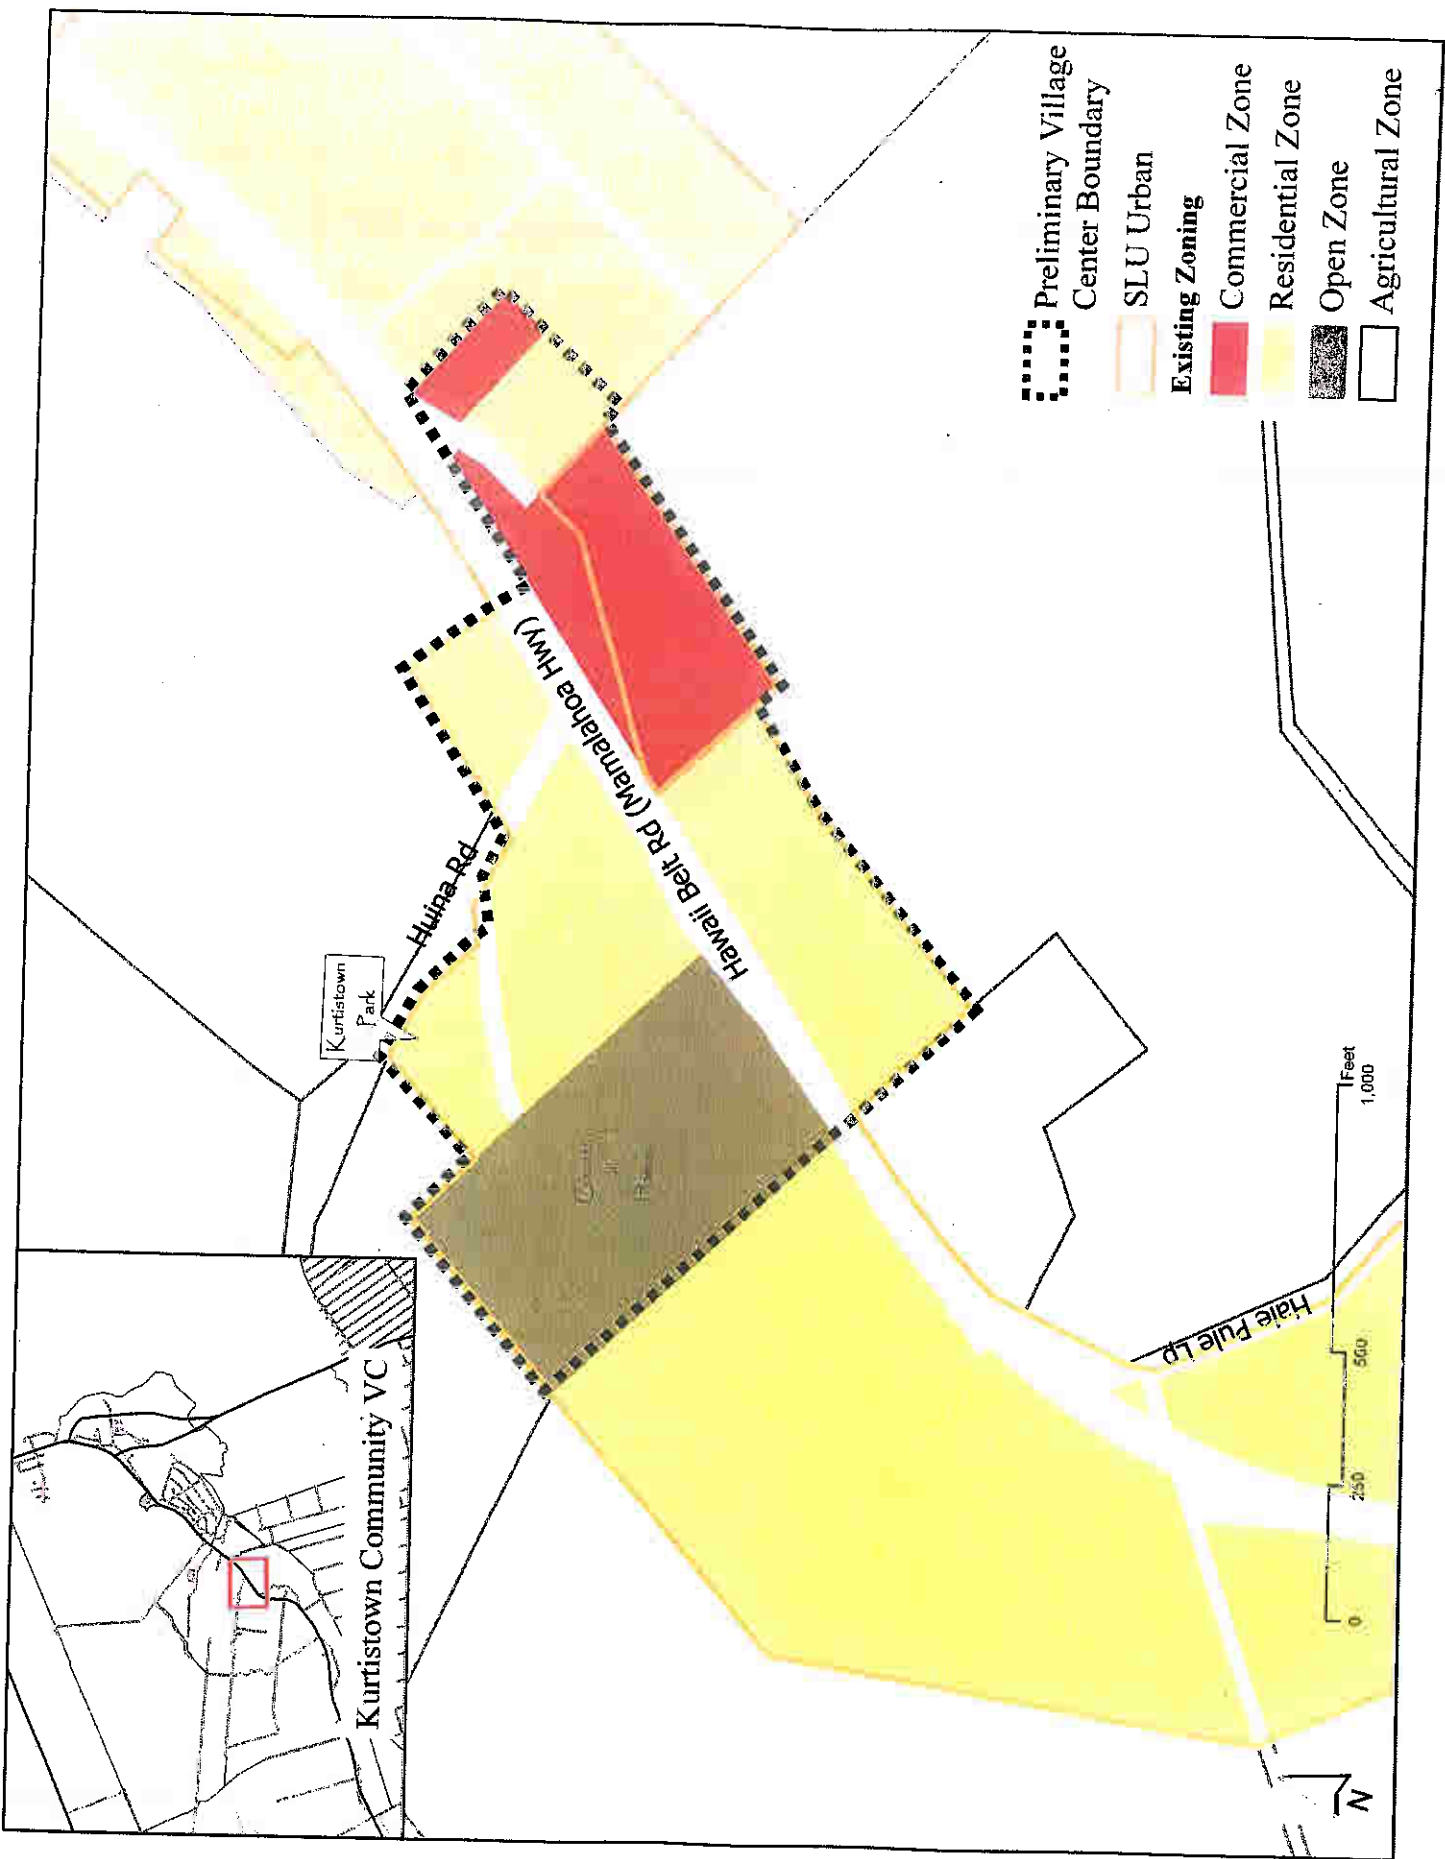 Kurtistown Community VC
Kurtistown
Park
Huina Rd
Hawaii Belt Rd (Mamalahoa Hwy)
Hale Pule Lp
Preliminary Village
Center Boundary
SLU Urban
Existing Zoning
Commercial Zone
Residential Zone
Open Zone
Agricultural Zone
0
250
500
1,000
Feet
N